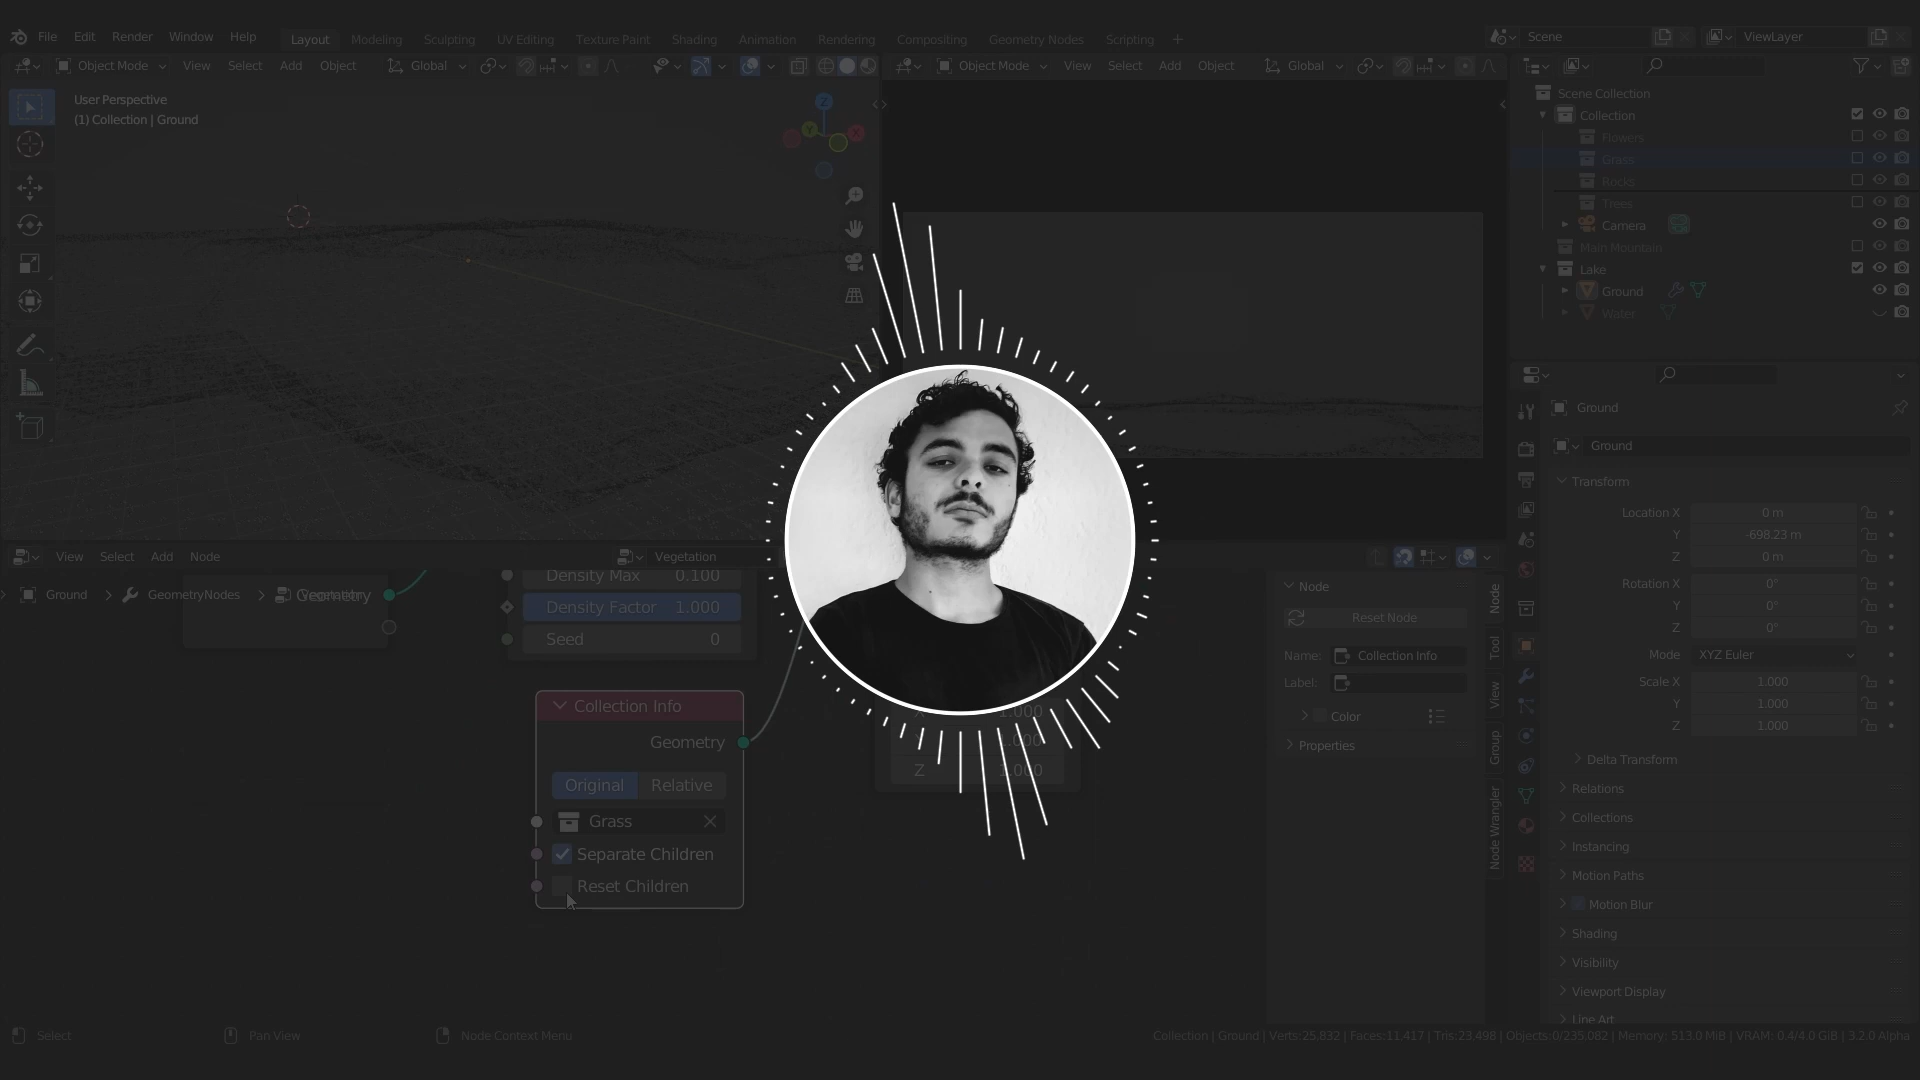 File Edit Render Window Help Layout Modeling Sculpting UV Editing Texture Paint Shading Animation Rendering Compositing Geometry Nodes Scripting + Scene ViewLayer
Object Mode View Select Add Object Global Object Mode View Select Add Object Global
User Perspective
(1) Collection | Ground
Z
Y
X
Scene Collection
Collection
Flowers
Grass
Rocks
Trees
Camera
Main Mountain
Lake
Ground
Water
Ground
Ground
Transform
Location X 0 m
Y -698.23 m
Z 0 m
Rotation X 0°
Y 0°
Z 0°
Mode XYZ Euler
Scale X 1.000
Y 1.000
Z 1.000
Delta Transform
Relations
Collections
Instancing
Motion Paths
Motion Blur
Shading
Visibility
Viewport Display
Line Art
View Select Add Node Vegetation
Ground GeometryNodes
Geometry
Density Max 0.100
Density Factor 1.000
Seed 0
Collection Info
Geometry
Original Relative
Grass
Separate Children
Reset Children
X 1.000
1.000
Z 1.000
Node
Reset Node
Name: Collection Info
Label:
Color
Properties
Node
Tool
View
Group
Node Wrangler
Select Pan View Node Context Menu
Collection | Ground | Verts:25.832 | Faces:11.417 | Tris:23.498 | Objects:0/235.082 | Memory: 513.0 MiB | VRAM: 0.4/4.0 GiB | 3.2.0 Alpha